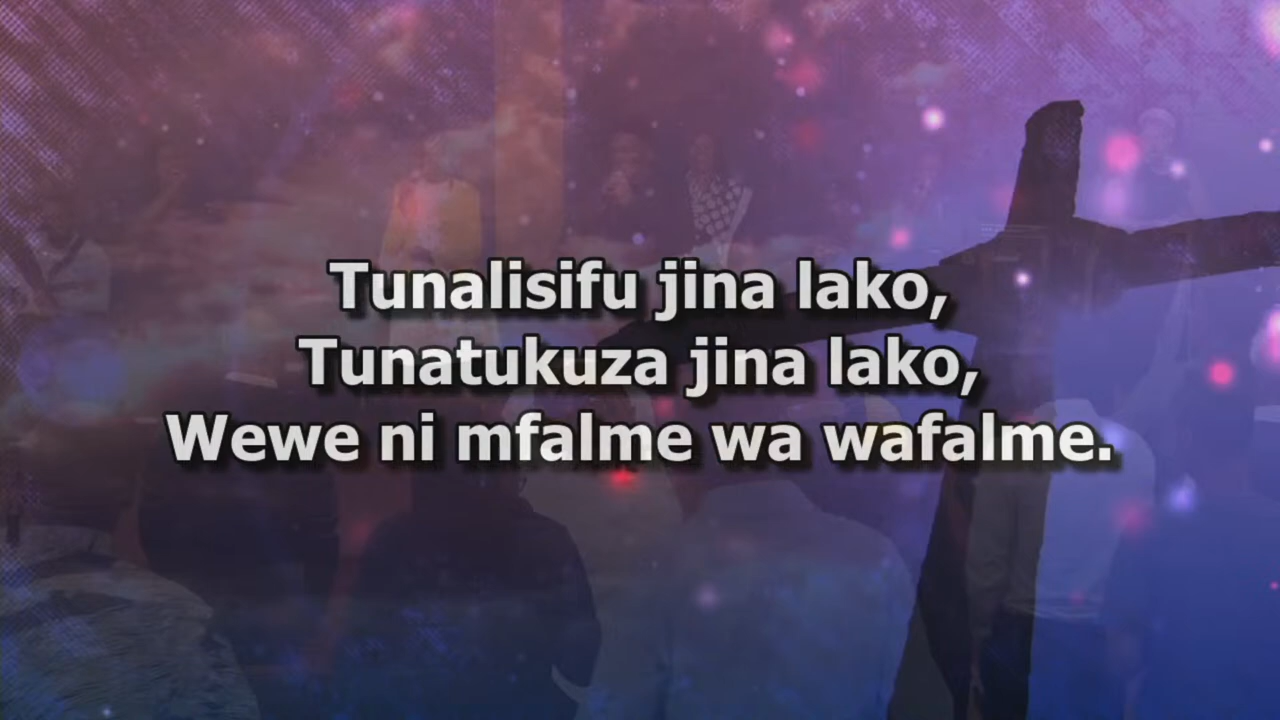 Tunalisifu jina lako,
Tunatukuza jina lako,
Wewe ni mfalme wa wafalme.